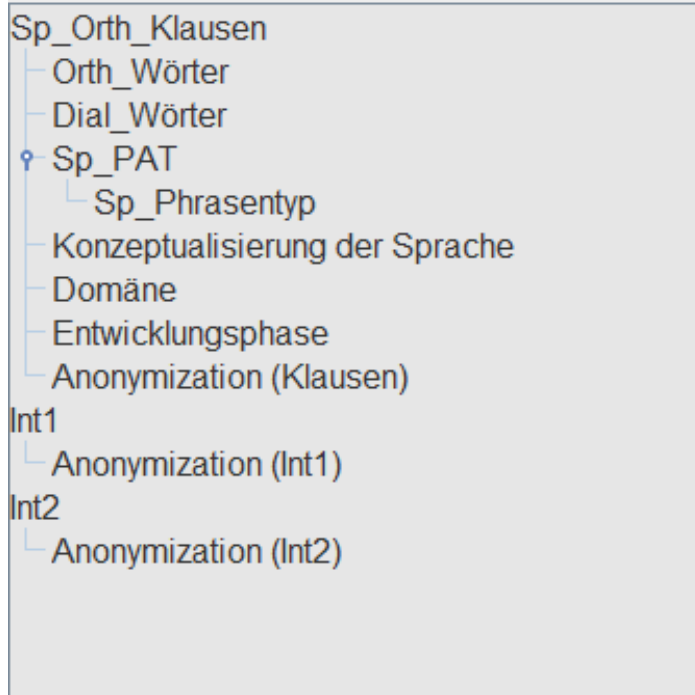 Sp_Orth_Klausen
Orth_Wörter
Dial_Wörter
Sp_PAT
Sp_Phrasentyp
Konzeptualisierung der Sprache
Domäne
Entwicklungsphase
Anonymization (Klausen)
Int1
Anonymization (Int1)
Int2
Anonymization (Int2)